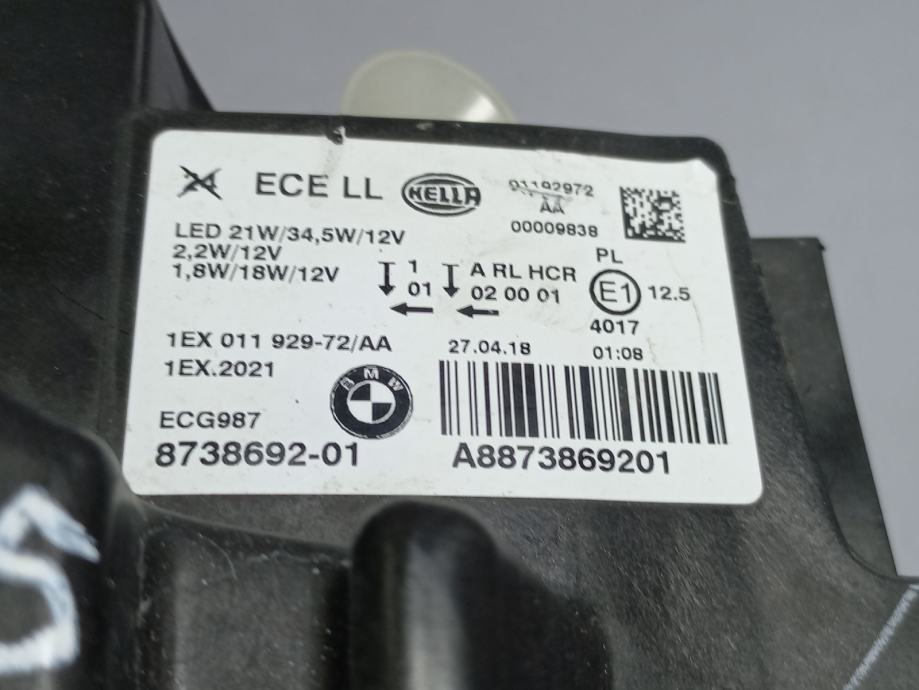 ECE LL HELLA 01192972
AA
00009838
LED 21W/34,5W/12V
2,2W/12V
1,8W/18W/12V
1 A RL HCR
01 02 00 01
PL
E1 12.5
4017
1EX 011 929-72/AA
27.04.18 01:08
1EX.2021
BMW
ECG987
8738692-01
A8873869201